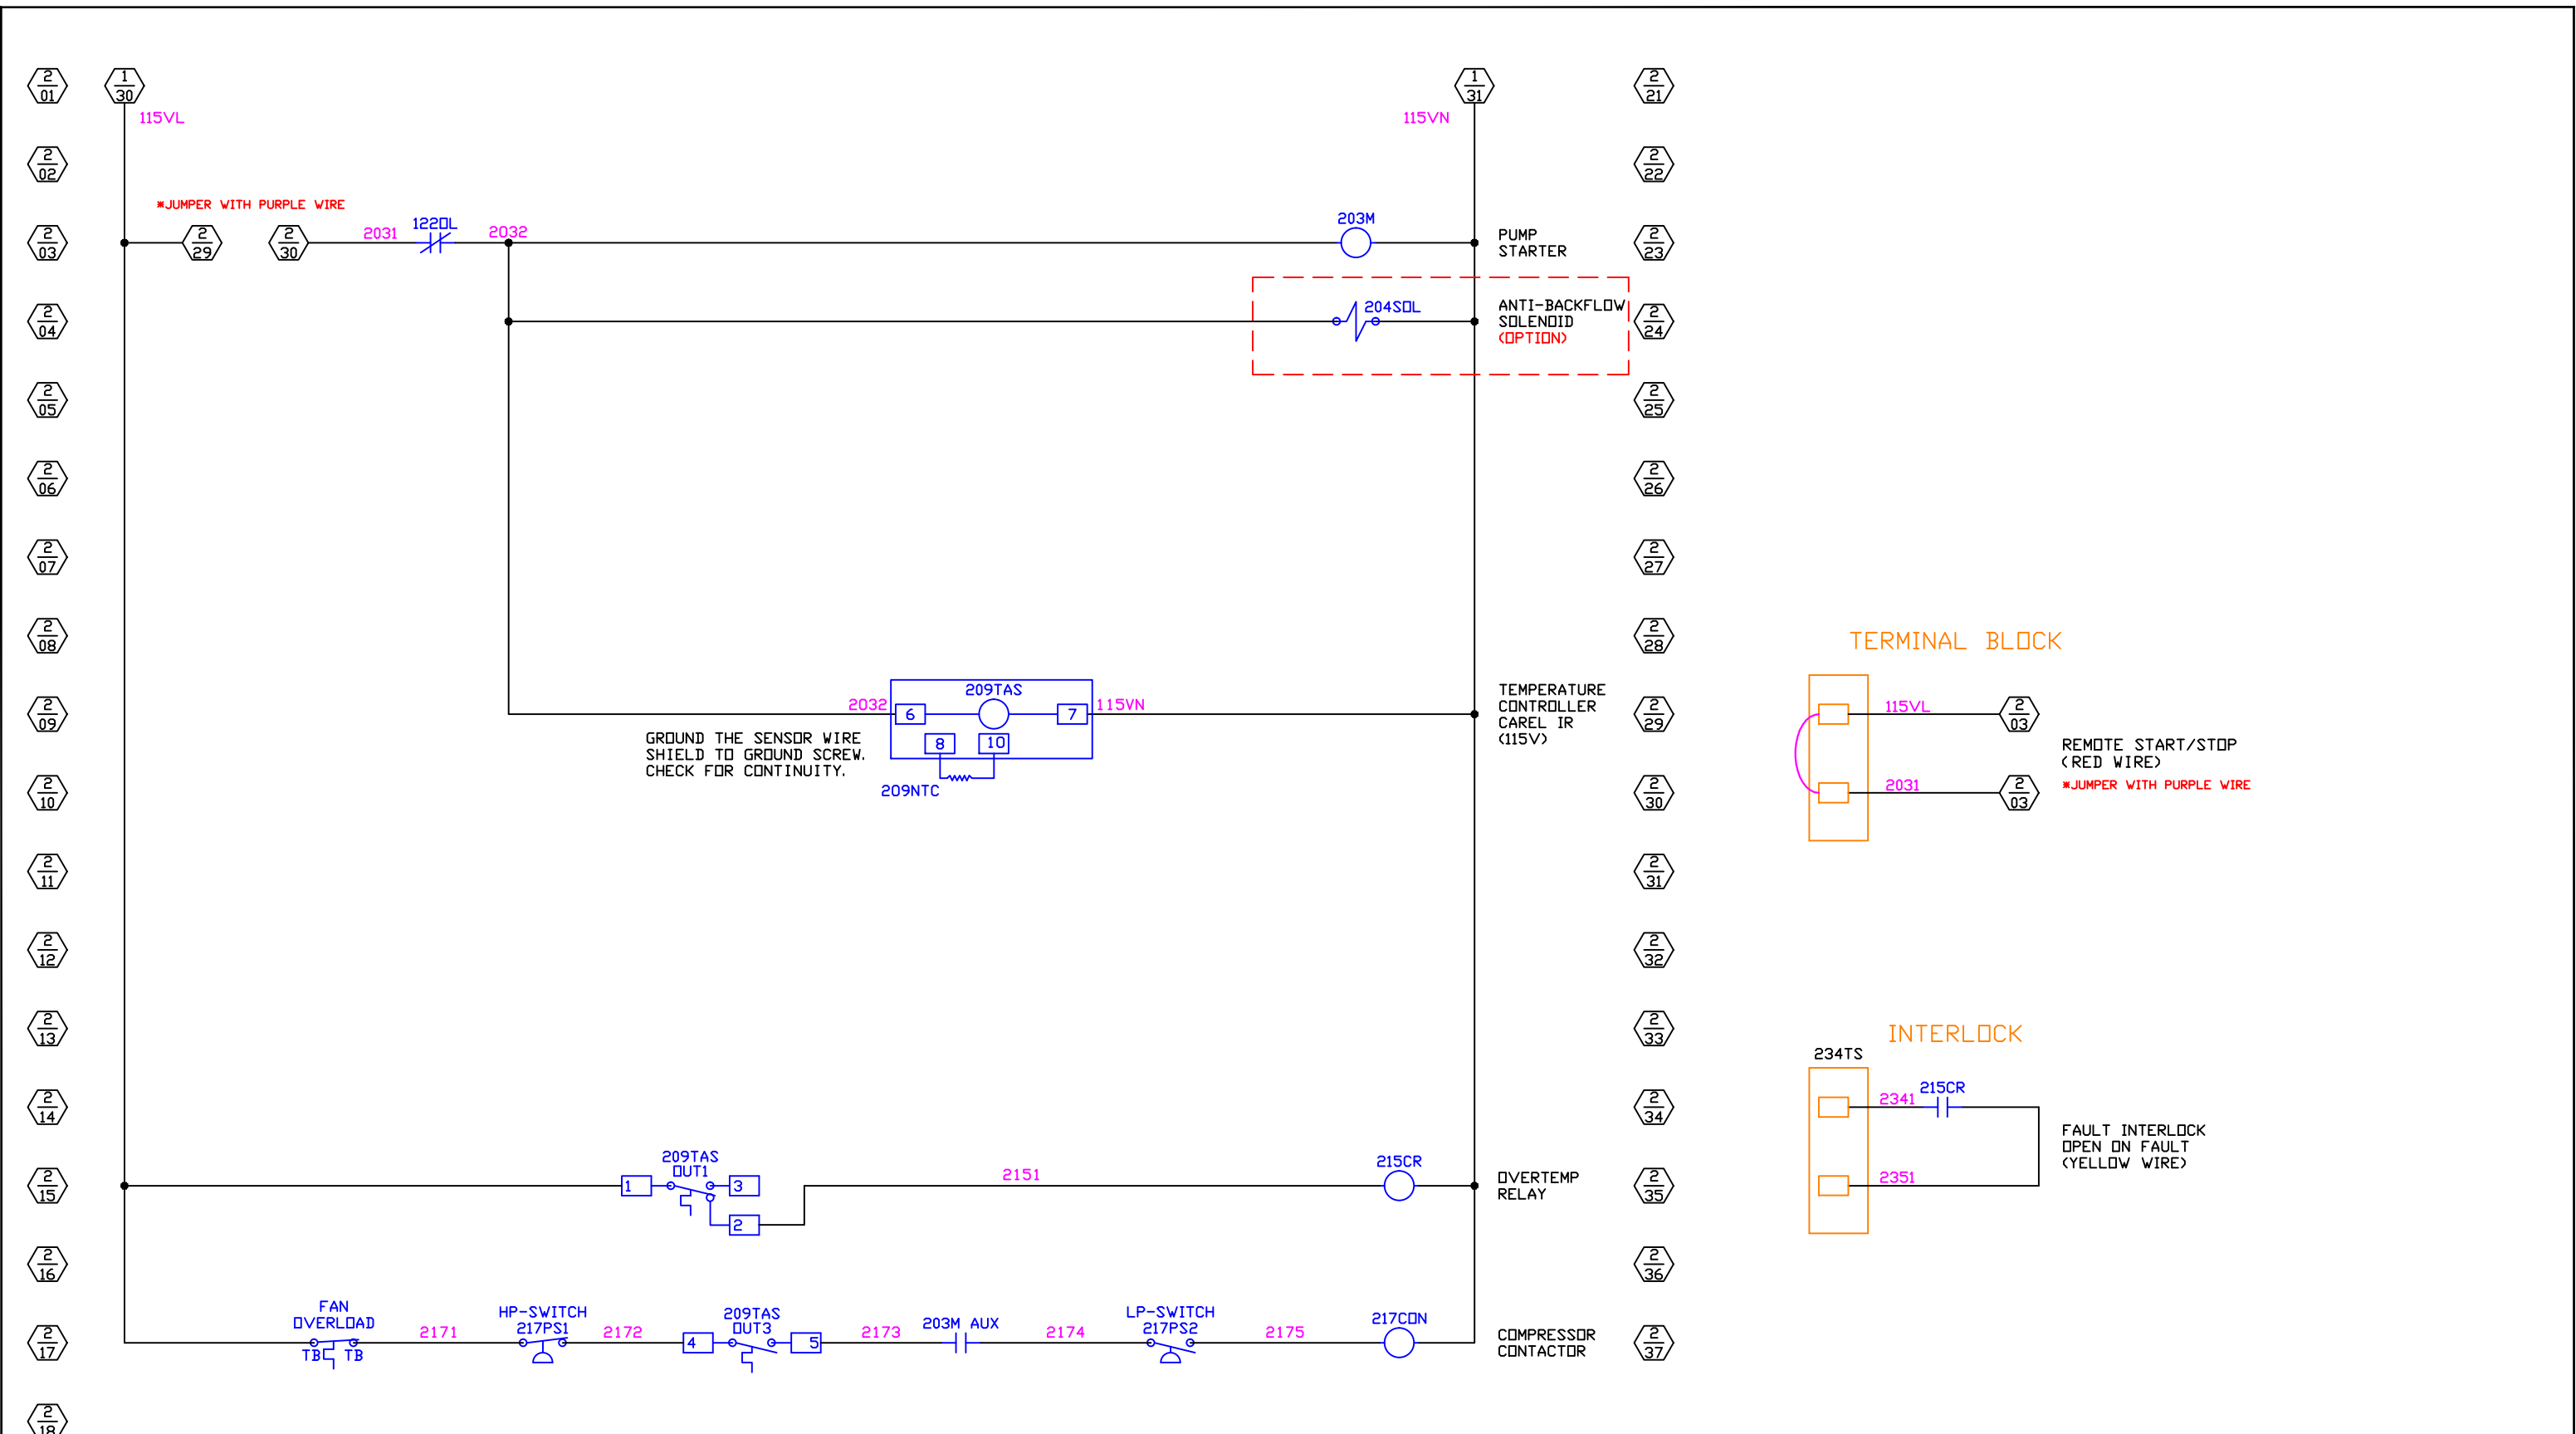 2
01
1
30
1
31
2
21
115VL
115VN
2
02
2
22
*JUMPER WITH PURPLE WIRE
2
03
2
29
2
30
2031
122OL
2032
203M
PUMP
STARTER
2
23
2
04
204SOL
ANTI-BACKFLOW
SOLENOID
(OPTION)
2
24
2
05
2
25
2
06
2
26
2
07
2
27
2
08
2
28
TERMINAL BLOCK
2
09
2032
209TAS
6
7
8
10
115VN
TEMPERATURE
CONTROLLER
CAREL IR
(115V)
2
29
115VL
2
03
GROUND THE SENSOR WIRE
SHIELD TO GROUND SCREW.
CHECK FOR CONTINUITY.
209NTC
REMOTE START/STOP
(RED WIRE)
*JUMPER WITH PURPLE WIRE
2
10
2
30
2031
2
03
2
11
2
31
2
12
2
32
2
13
2
33
INTERLOCK
234TS
2
14
2
34
2341
215CR
FAULT INTERLOCK
OPEN ON FAULT
(YELLOW WIRE)
2
15
209TAS
OUT1
1
3
2
2151
215CR
OVERTEMP
RELAY
2
35
2351
2
16
2
36
2
17
FAN
OVERLOAD
TB TB
2171
HP-SWITCH
217PS1
2172
209TAS
OUT3
4
5
2173
203M AUX
2174
LP-SWITCH
217PS2
2175
217CON
COMPRESSOR
CONTACTOR
2
37
2
18